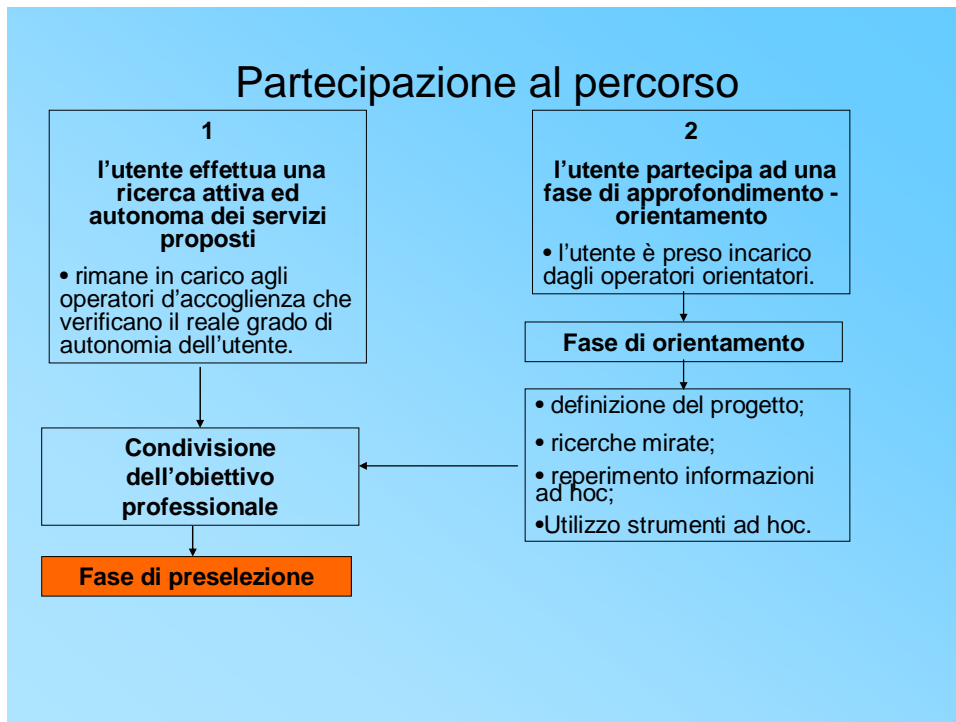 Partecipazione al percorso
1
l’utente effettua una
ricerca attiva ed
autonoma dei servizi
proposti
• rimane in carico agli
operatori d’accoglienza che
verificano il reale grado di
autonomia dell’utente.
Condivisione
dell’obiettivo
professionale
Fase di preselezione
2
l’utente partecipa ad una
fase di approfondimento -
orientamento
• l’utente è preso incarico
dagli operatori orientatori.
Fase di orientamento
• definizione del progetto;
• ricerche mirate;
• reperimento informazioni
ad hoc;
•Utilizzo strumenti ad hoc.